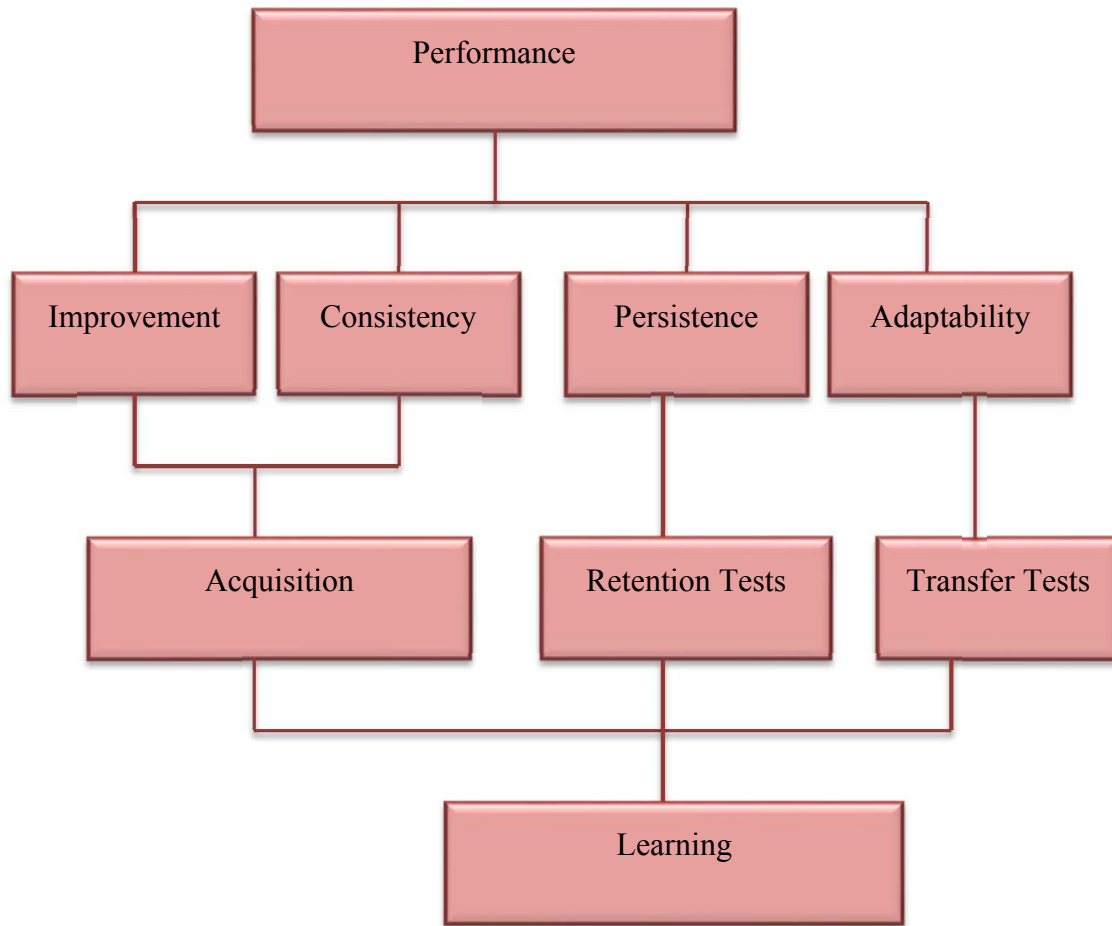 Performance
Improvement
Consistency
Persistence
Adaptability
Acquisition
Retention Tests
Transfer Tests
Learning